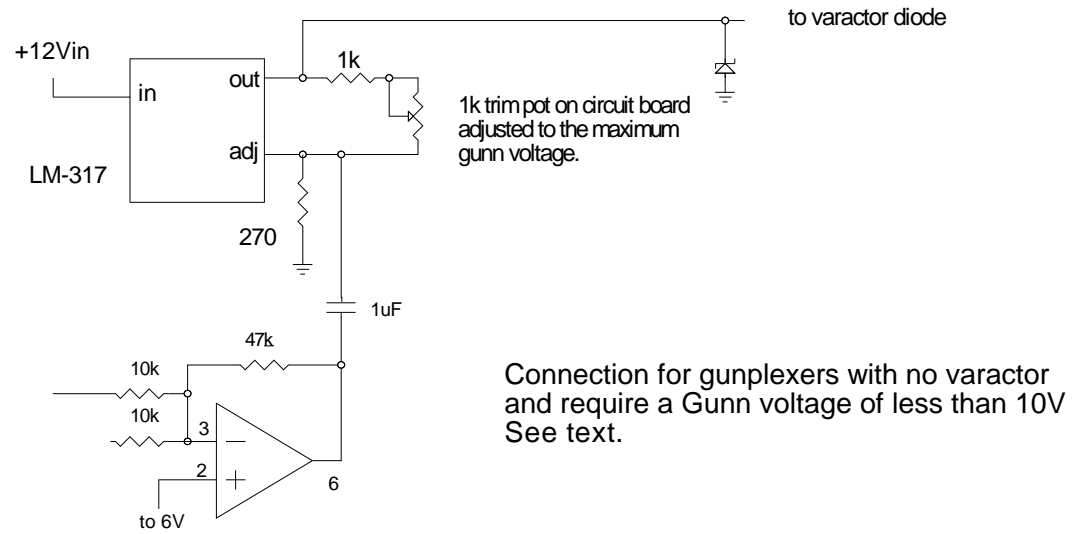 to varactor diode
+12Vin
1k
out
in
1k trim pot on circuit board
adjusted to the maximum
gunn voltage.
adj
LM-317
270
1uF
47k
10k
Connection for gunplexers with no varactor
and require a Gunn voltage of less than 10V
See text.
10k
3
2
6
to 6V